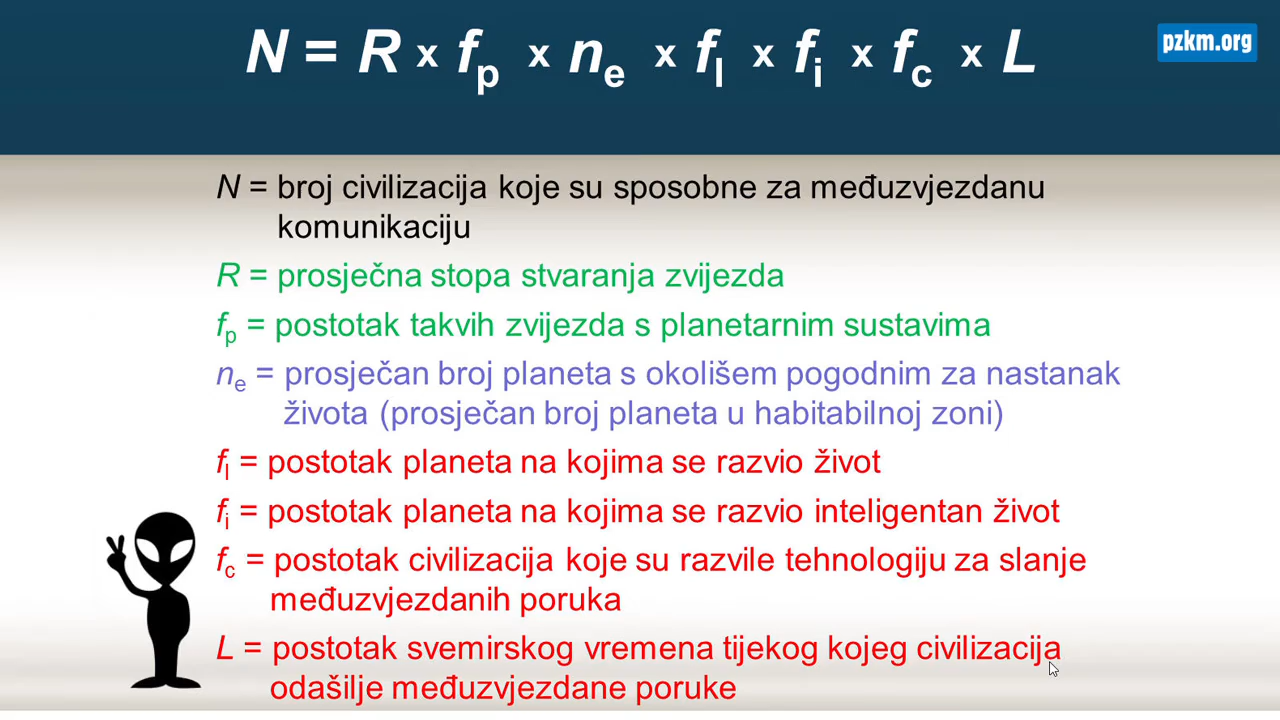 N = R x fp x ne x fl x fi x fc x L
pzkm.org
N = broj civilizacija koje su sposobne za međuzvjezdanu
komunikaciju
R = prosječna stopa stvaranja zvijezda
fp = postotak takvih zvijezda s planetarnim sustavima
ne = prosječan broj planeta s okolišem pogodnim za nastanak
života (prosječan broj planeta u habitabilnoj zoni)
fl = postotak planeta na kojima se razvio život
fi = postotak planeta na kojima se razvio inteligentan život
fc = postotak civilizacija koje su razvile tehnologiju za slanje
međuzvjezdanih poruka
L = postotak svemirskog vremena tijekog kojeg civilizacija
odašilje međuzvjezdane poruke